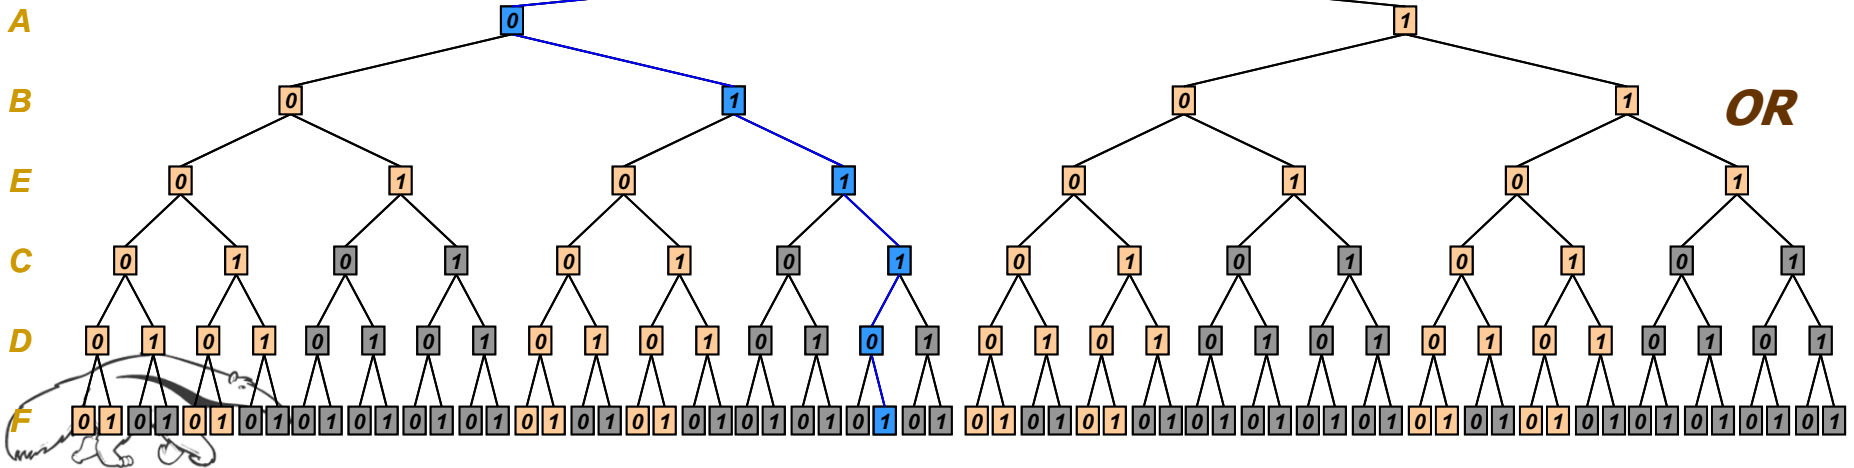 A 0 1
B 0 1 0 1 OR
E 0 1 0 1 0 1 0 1
C 0 1 0 1 0 1 0 1 0 1 0 1 0 1 0 1
D 0 1 0 1 0 1 0 1 0 1 0 1 0 1 0 1 0 1 0 1 0 1 0 1 0 1 0 1 0 1 0 1
F 0 1 0 1 0 1 0 1 0 1 0 1 0 1 0 1 0 1 0 1 0 1 0 1 0 1 0 1 0 1 0 1 0 1 0 1 0 1 0 1 0 1 0 1 0 1 0 1 0 1 0 1 0 1 0 1 0 1 0 1 0 1 0 1